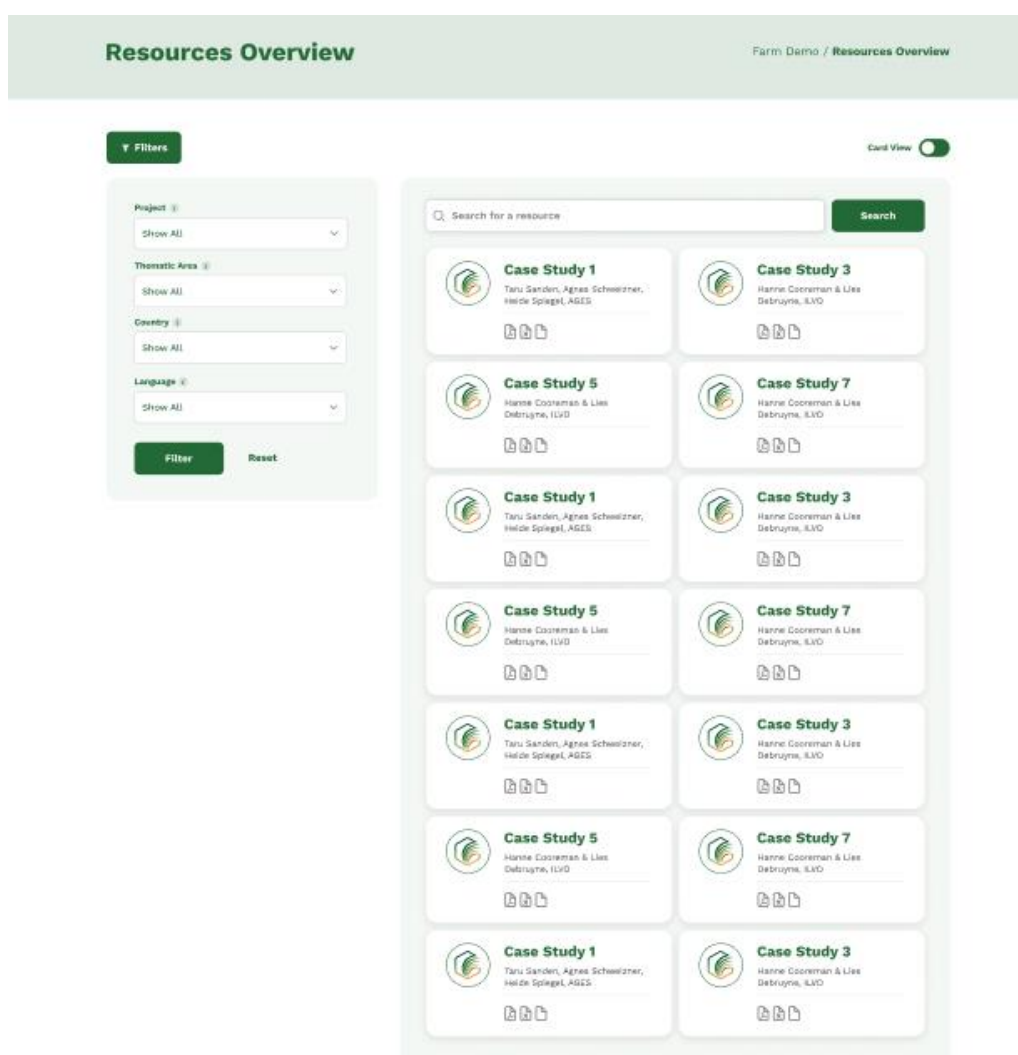 Resources Overview
Farm Demo / Resources Overview
Filters
Card View
Project
Show All
Thematic Area
Show All
Country
Show All
Language
Show All
Filter
Reset
Search for a resource
Search
Case Study 1
Taru Sanden, Agnes Schweizner,
Heide Spiegel, AGES
Case Study 3
Hanne Cooreman & Lies
Debruyne, ILVO
Case Study 5
Hanne Cooreman & Lies
Debruyne, ILVO
Case Study 7
Hanne Cooreman & Lies
Debruyne, ILVO
Case Study 1
Taru Sanden, Agnes Schweizner,
Heide Spiegel, AGES
Case Study 3
Hanne Cooreman & Lies
Debruyne, ILVO
Case Study 5
Hanne Cooreman & Lies
Debruyne, ILVO
Case Study 7
Hanne Cooreman & Lies
Debruyne, ILVO
Case Study 1
Taru Sanden, Agnes Schweizner,
Heide Spiegel, AGES
Case Study 3
Hanne Cooreman & Lies
Debruyne, ILVO
Case Study 5
Hanne Cooreman & Lies
Debruyne, ILVO
Case Study 7
Hanne Cooreman & Lies
Debruyne, ILVO
Case Study 1
Taru Sanden, Agnes Schweizner,
Heide Spiegel, AGES
Case Study 3
Hanne Cooreman & Lies
Debruyne, ILVO